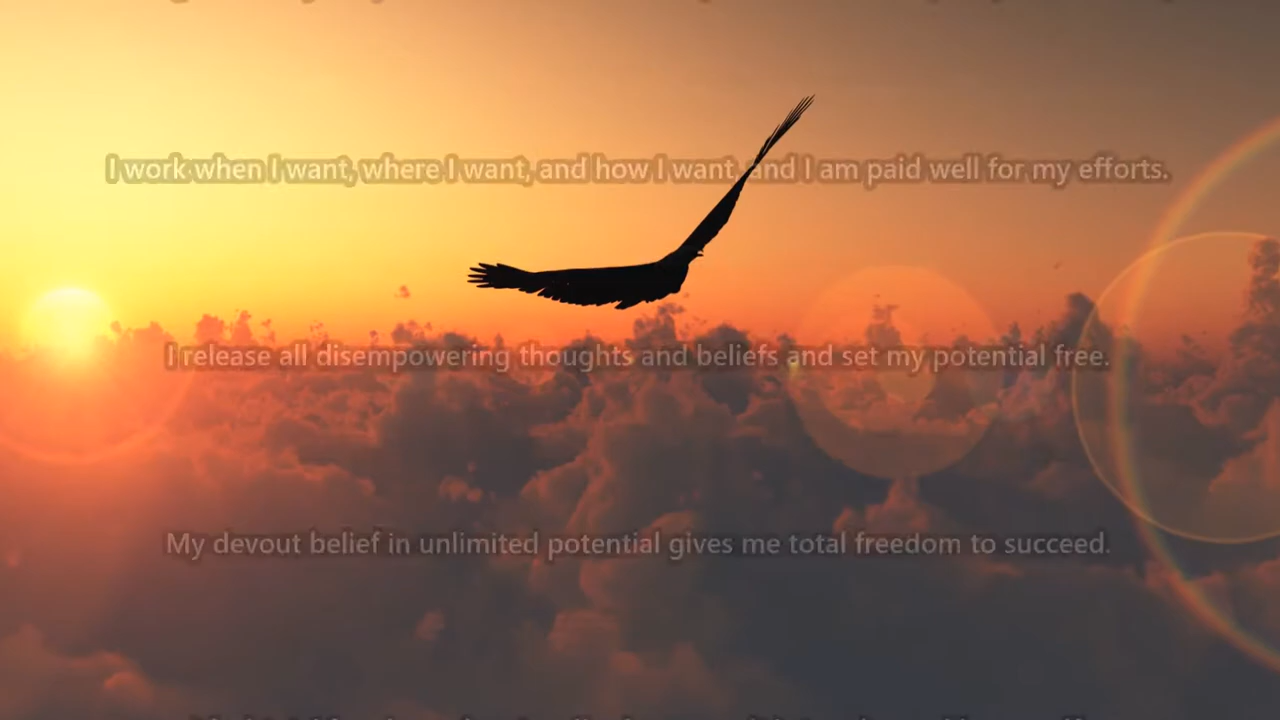 I work when I want, where I want, and how I want, and I am paid well for my efforts.
I release all disempowering thoughts and beliefs and set my potential free.
My devout belief in unlimited potential gives me total freedom to succeed.